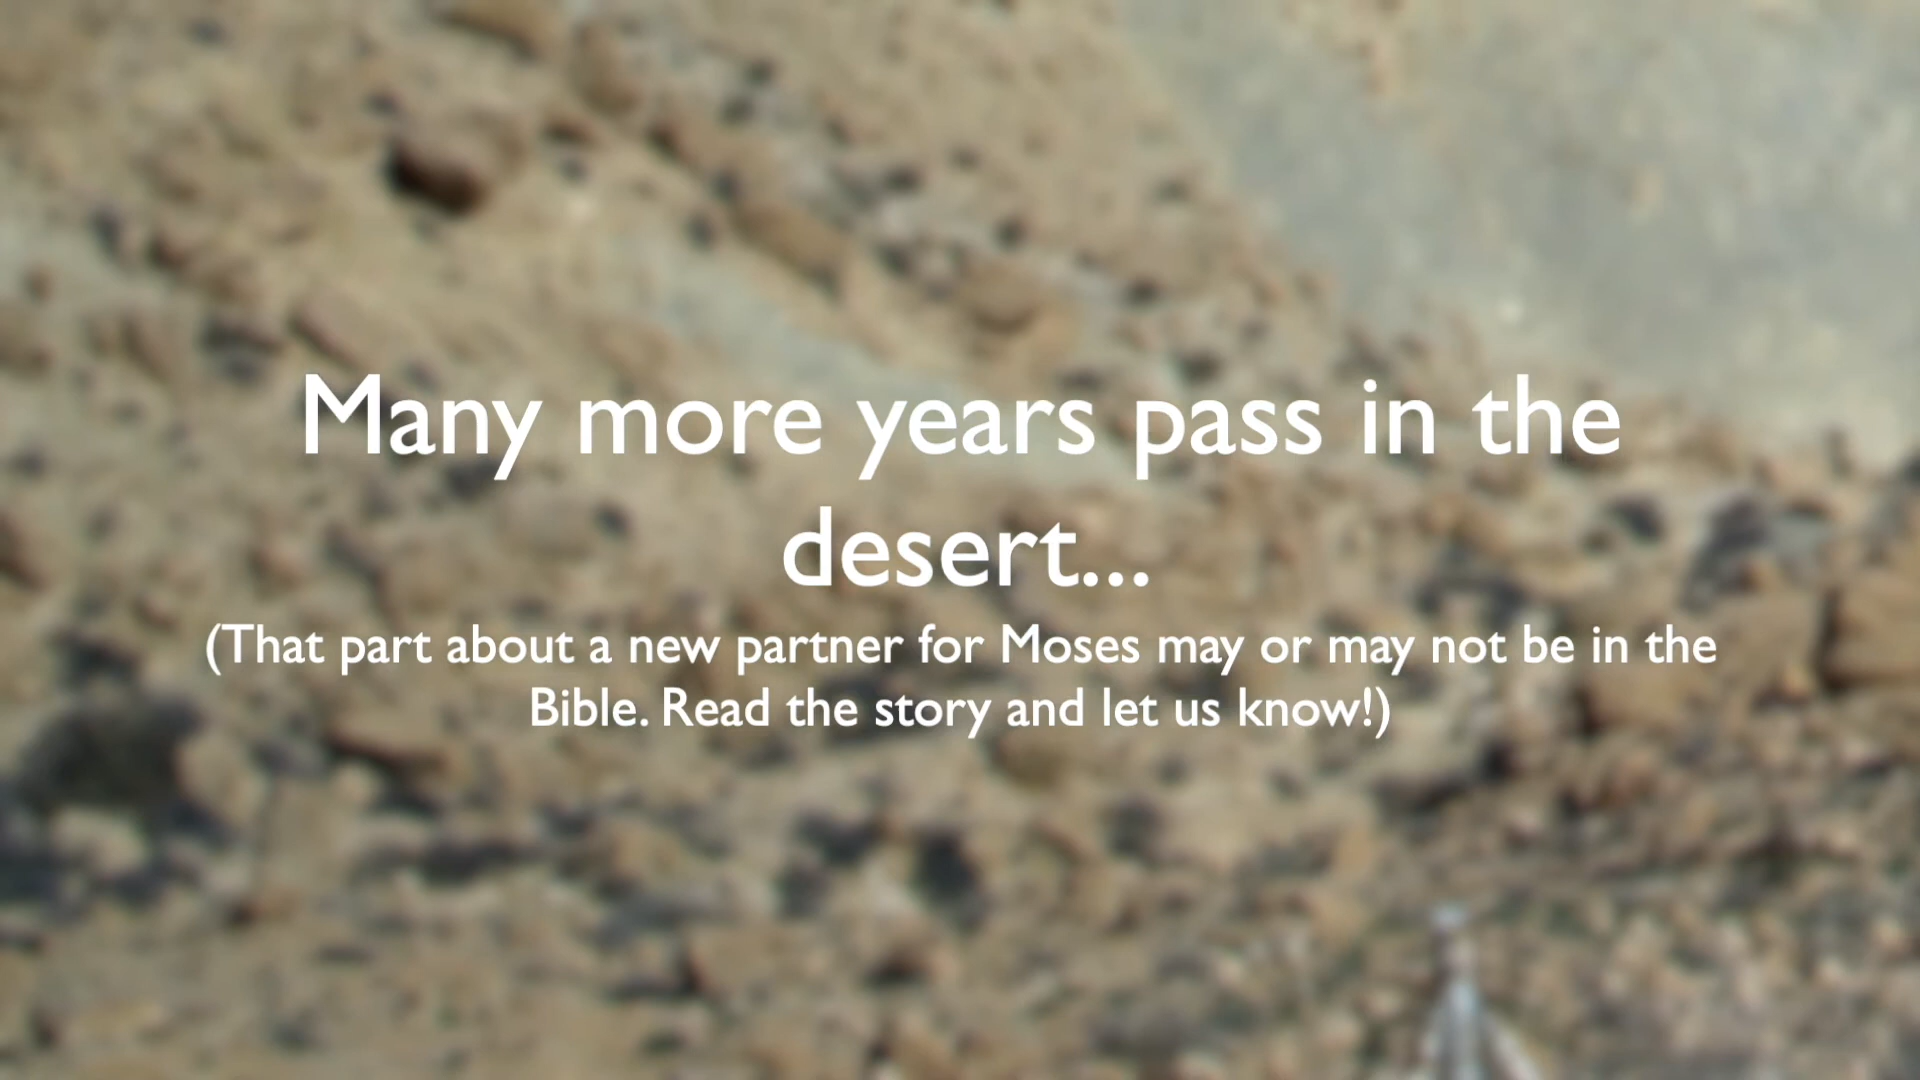 Many more years pass in the
desert...
(That part about a new partner for Moses may or may not be in the
Bible. Read the story and let us know!)